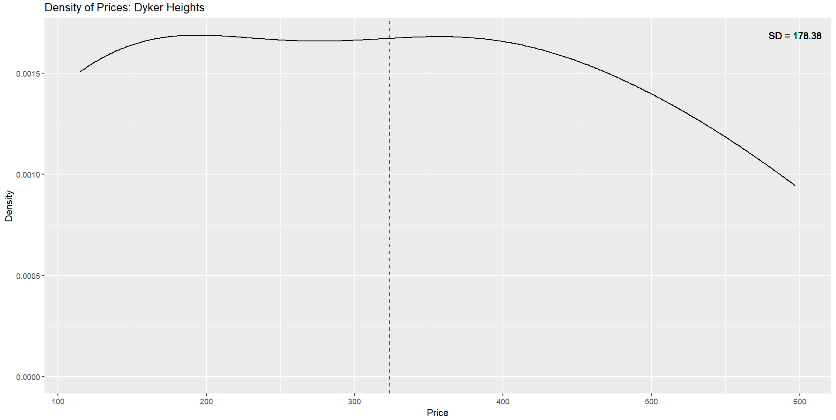 Density of Prices: Dyker Heights
SD = 178.38
0.0015
0.0010
0.0005
0.0000
Density
100 200 300 400 500 600
Price